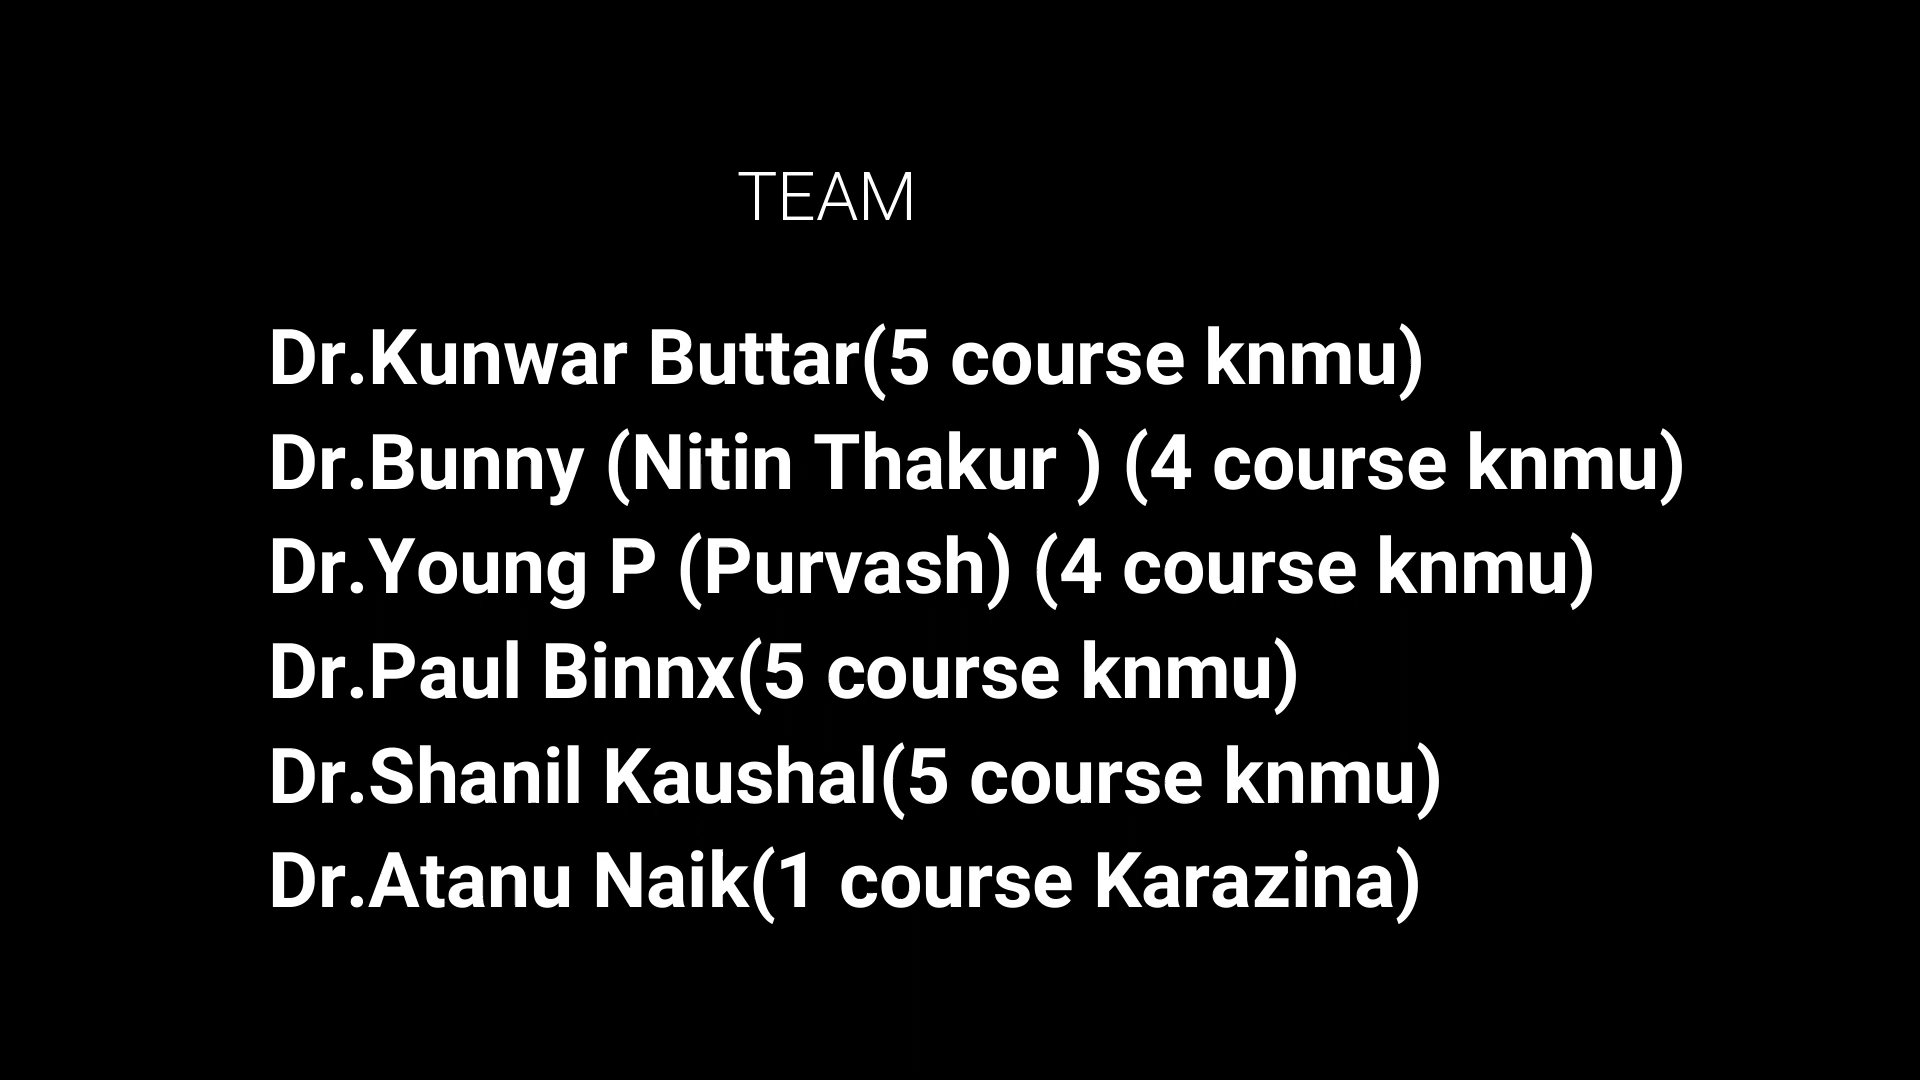 TEAM
Dr.Kunwar Buttar(5 course knmu)
Dr.Bunny (Nitin Thakur ) (4 course knmu)
Dr.Young P (Purvash) (4 course knmu)
Dr.Paul Binnx(5 course knmu)
Dr.Shanil Kaushal(5 course knmu)
Dr.Atanu Naik(1 course Karazina)